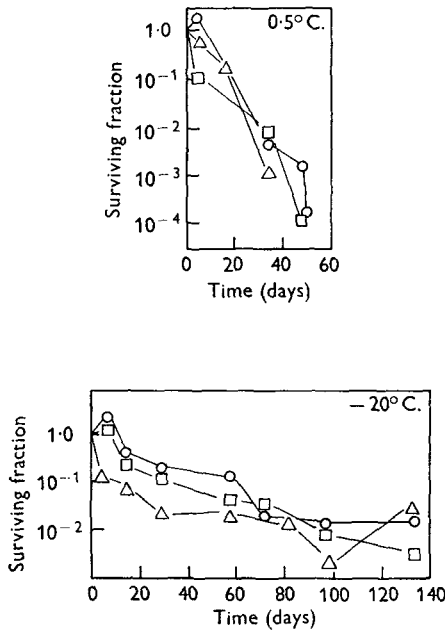 0·5° C.
1·0
10⁻¹
10⁻²
10⁻³
10⁻⁴
Surviving fraction
0 20 40 60
Time (days)
−20° C.
1·0
10⁻¹
10⁻²
Surviving fraction
0 20 40 60 80 100 120 140
Time (days)